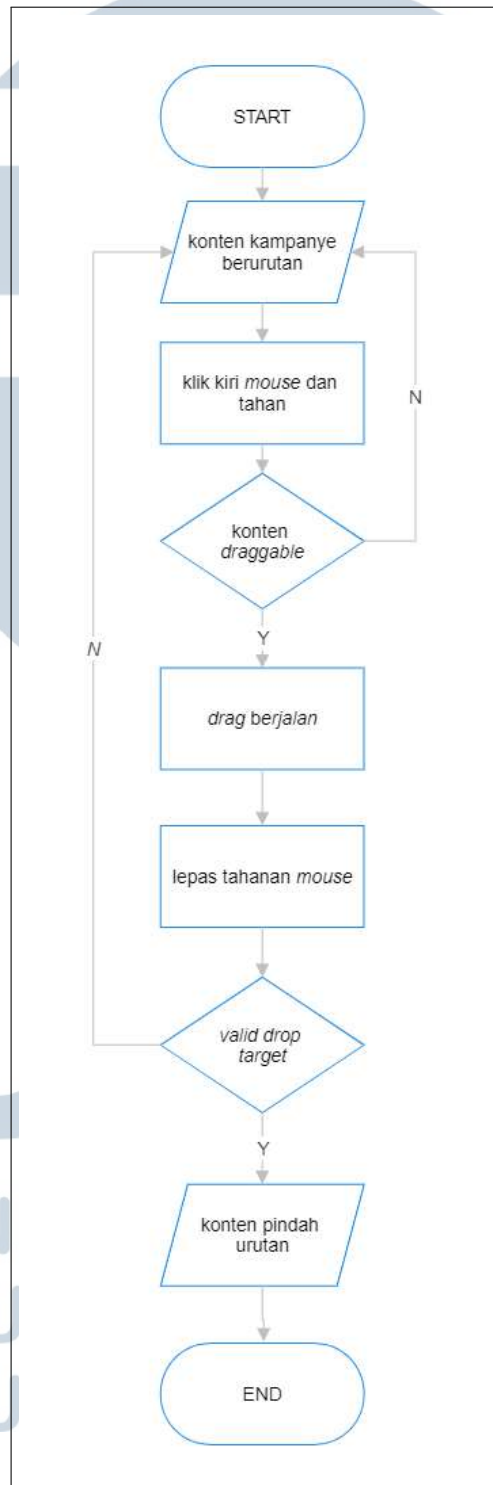 START
konten kampanye
berurutan
klik kiri mouse dan
tahan
N
konten
draggable
Y
N
drag berjalan
lepas tahanan mouse
valid drop
target
Y
konten pindah
urutan
END